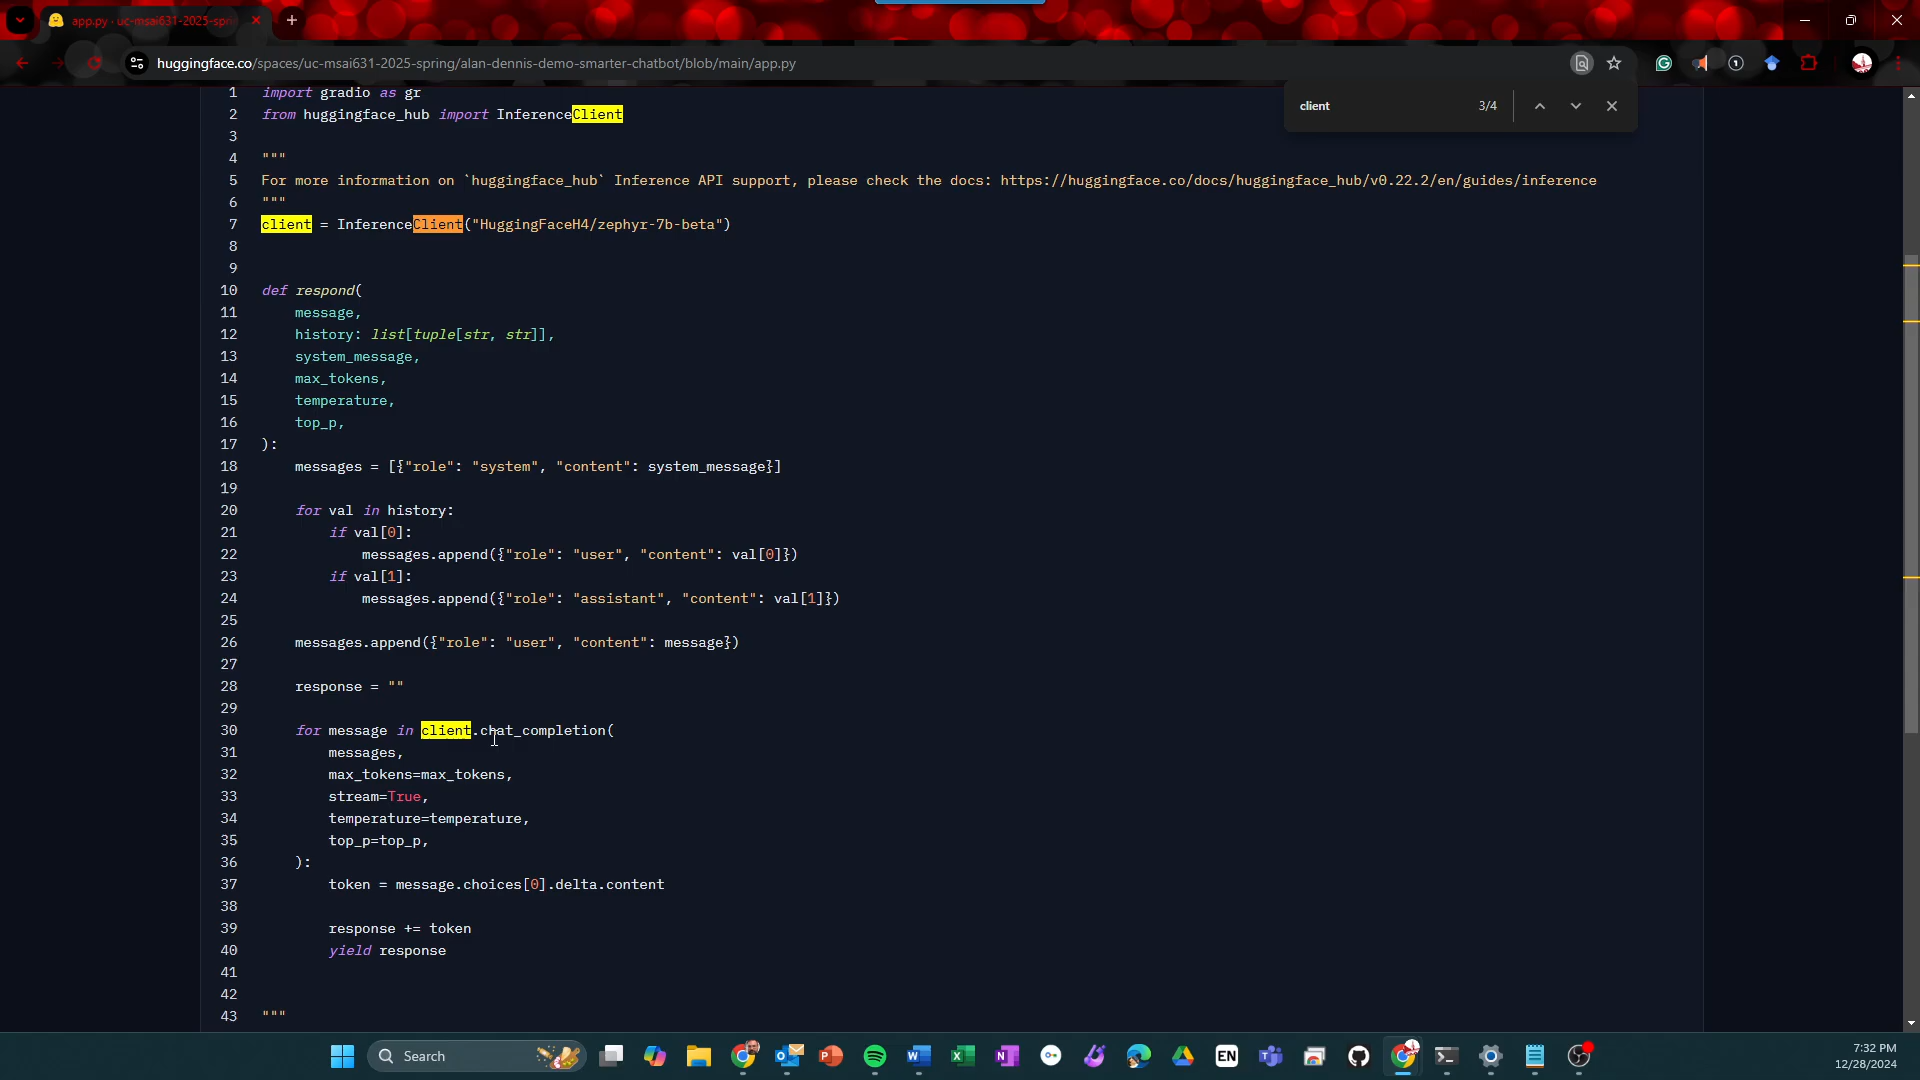 app.py · uc-msai631-2025-spri
huggingface.co/spaces/uc-msai631-2025-spring/alan-dennis-demo-smarter-chatbot/blob/main/app.py
client 3/4
1 import gradio as gr
2 from huggingface_hub import InferenceClient
3
4 """
5 For more information on `huggingface_hub` Inference API support, please check the docs: https://huggingface.co/docs/huggingface_hub/v0.22.2/en/guides/inference
6 """
7 client = InferenceClient("HuggingFaceH4/zephyr-7b-beta")
8
9
10 def respond(
11     message,
12     history: list[tuple[str, str]],
13     system_message,
14     max_tokens,
15     temperature,
16     top_p,
17 ):
18     messages = [{"role": "system", "content": system_message}]
19
20     for val in history:
21         if val[0]:
22             messages.append({"role": "user", "content": val[0]})
23         if val[1]:
24             messages.append({"role": "assistant", "content": val[1]})
25
26     messages.append({"role": "user", "content": message})
27
28     response = ""
29
30     for message in client.chat_completion(
31         messages,
32         max_tokens=max_tokens,
33         stream=True,
34         temperature=temperature,
35         top_p=top_p,
36     ):
37         token = message.choices[0].delta.content
38
39         response += token
40         yield response
41
42
43 """
Search
EN
7:32 PM
12/28/2024